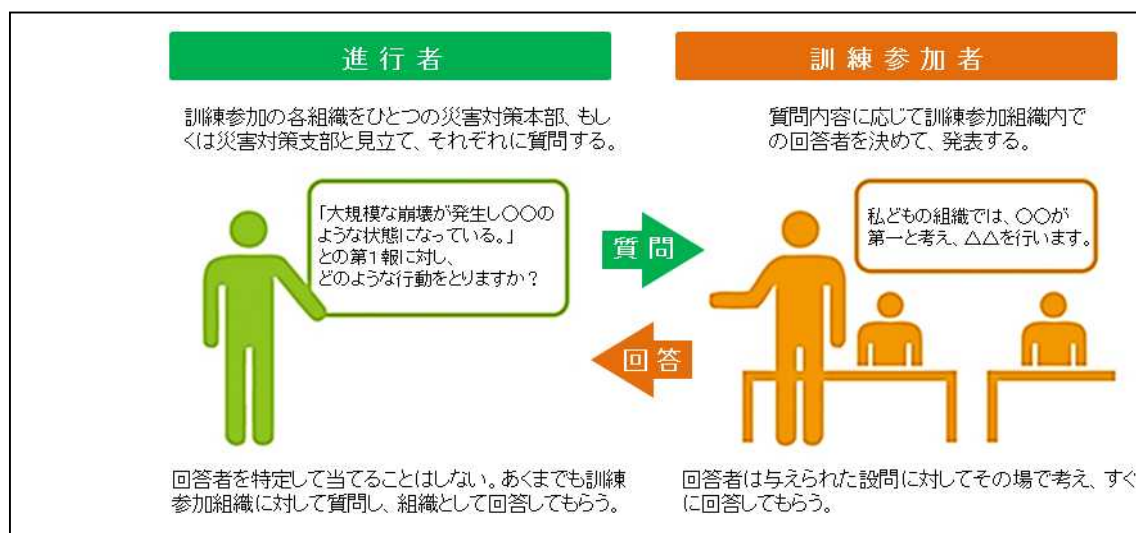 進行者
訓練参加の各組織をひとつの災害対策本部、もし
くは災害対策支部と見立て、それぞれに質問する。
「大規模な崩壊が発生し〇〇の
ような状態になっている。」
との第1報に対し、
どのような行動をとりますか？
回答者を特定して当てることはしない。あくまでも訓練
参加組織に対して質問し、組織として回答してもらう。
質問
回答
訓練参加者
質問内容に応じて訓練参加組織内で
の回答者を決めて、発表する。
私どもの組織では、〇〇が
第一と考え、△△を行います。
回答者は与えられた設問に対してその場で考え、すぐ
に回答してもらう。